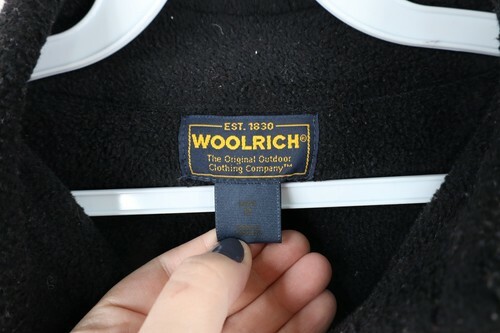 EST. 1830
WOOLRICH®
The Original Outdoor
Clothing Company™